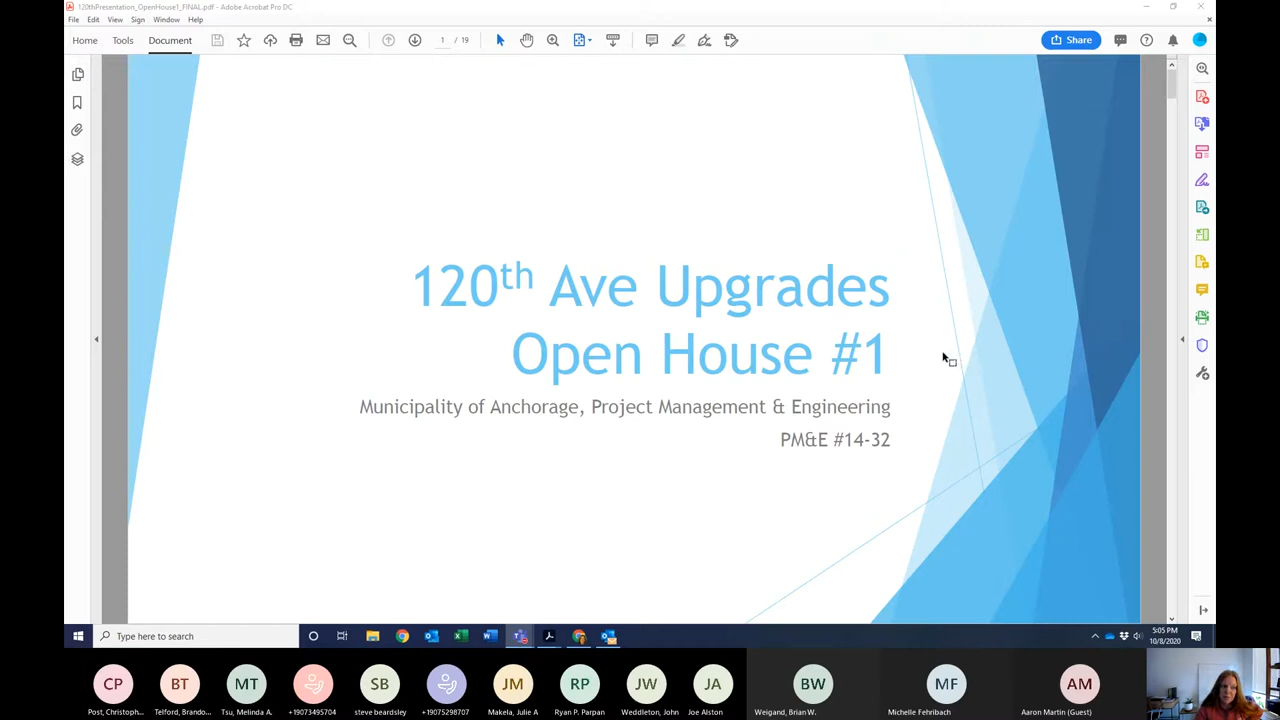 120thPresentation_OpenHouse1_FINAL.pdf - Adobe Acrobat Pro DC
File Edit View Sign Window Help
Home Tools Document 1 / 19 Share
120th Ave Upgrades
Open House #1
Municipality of Anchorage, Project Management & Engineering
PM&E #14-32
Type here to search
5:05 PM
10/8/2020
CP BT MT SB JM RP JW JA BW MF AM
Post, Christoph... Telford, Brando... Tsu, Melinda A. +19073495704 steve beardsley +19075298707 Makela, Julie A Ryan P. Parpan Weddleton, John Joe Alston Weigand, Brian W. Michelle Fehribach Aaron Martin (Guest)